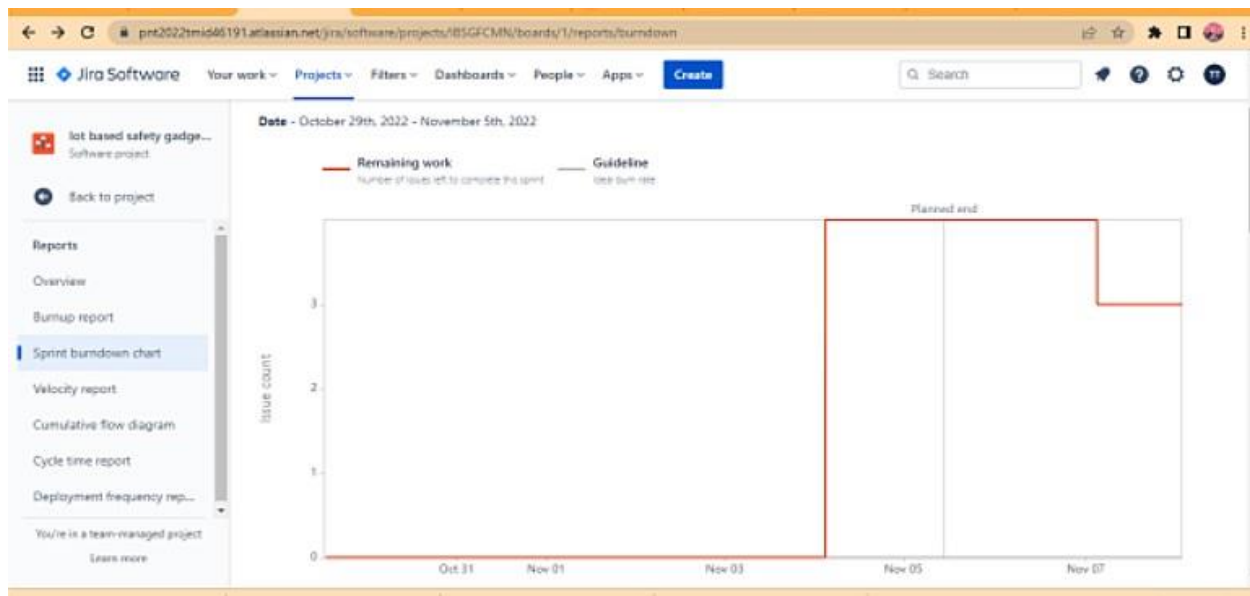 pnt2022tmid46191.atlassian.net/jira/software/projects/IBSGFCMN/boards/1/reports/burndown
Jira Software
Your work
Projects
Filters
Dashboards
People
Apps
Create
Search
TT
Iot based safety gadge...
Software project
Back to project
Reports
Overview
Burnup report
Sprint burndown chart
Velocity report
Cumulative flow diagram
Cycle time report
Deployment frequency rep...
You're in a team-managed project
Learn more
Date - October 29th, 2022 - November 5th, 2022
Remaining work
Number of issues left to complete this sprint
Guideline
Ideal burn rate
Planned end
Issue count
3
2
1
0
Oct 31
Nov 01
Nov 03
Nov 05
Nov 07